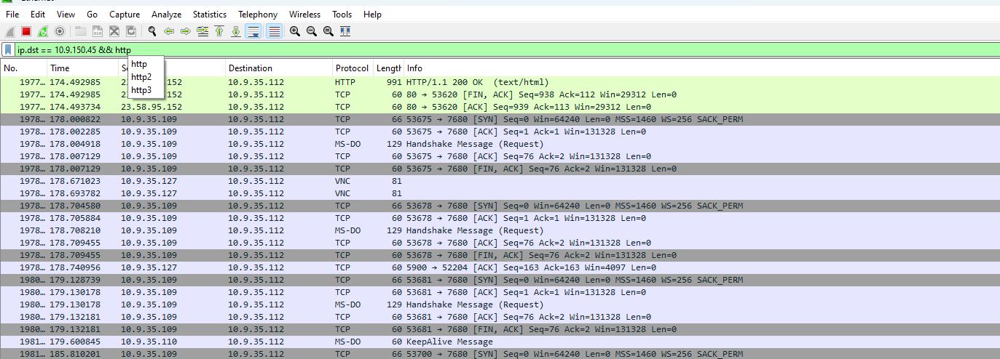 File Edit View Go Capture Analyze Statistics Telephony Wireless Tools Help
ip.dst == 10.9.150.45 && http
http
http2
http3
No. Time Destination Protocol Length Info
1977… 174.492985 .152 10.9.35.112 HTTP 991 HTTP/1.1 200 OK (text/html)
1977… 174.492985 .152 10.9.35.112 TCP 60 80 → 53620 [FIN, ACK] Seq=938 Ack=112 Win=29312 Len=0
1977… 174.493734 23.58.95.152 10.9.35.112 TCP 60 80 → 53620 [ACK] Seq=939 Ack=113 Win=29312 Len=0
1978… 178.000822 10.9.35.109 10.9.35.112 TCP 66 53675 → 7680 [SYN] Seq=0 Win=64240 Len=0 MSS=1460 WS=256 SACK_PERM
1978… 178.002285 10.9.35.109 10.9.35.112 TCP 60 53675 → 7680 [ACK] Seq=1 Ack=1 Win=131328 Len=0
1978… 178.004918 10.9.35.109 10.9.35.112 MS-DO 129 Handshake Message (Request)
1978… 178.007129 10.9.35.109 10.9.35.112 TCP 60 53675 → 7680 [ACK] Seq=76 Ack=2 Win=131328 Len=0
1978… 178.007129 10.9.35.109 10.9.35.112 TCP 60 53675 → 7680 [FIN, ACK] Seq=76 Ack=2 Win=131328 Len=0
1978… 178.671023 10.9.35.127 10.9.35.112 VNC 81
1978… 178.693782 10.9.35.127 10.9.35.112 VNC 81
1978… 178.704580 10.9.35.109 10.9.35.112 TCP 66 53678 → 7680 [SYN] Seq=0 Win=64240 Len=0 MSS=1460 WS=256 SACK_PERM
1978… 178.705884 10.9.35.109 10.9.35.112 TCP 60 53678 → 7680 [ACK] Seq=1 Ack=1 Win=131328 Len=0
1978… 178.708210 10.9.35.109 10.9.35.112 MS-DO 129 Handshake Message (Request)
1978… 178.709455 10.9.35.109 10.9.35.112 TCP 60 53678 → 7680 [ACK] Seq=76 Ack=2 Win=131328 Len=0
1978… 178.709455 10.9.35.109 10.9.35.112 TCP 60 53678 → 7680 [FIN, ACK] Seq=76 Ack=2 Win=131328 Len=0
1978… 178.740956 10.9.35.127 10.9.35.112 TCP 60 5900 → 52204 [ACK] Seq=163 Ack=163 Win=4097 Len=0
1980… 179.128739 10.9.35.109 10.9.35.112 TCP 66 53681 → 7680 [SYN] Seq=0 Win=64240 Len=0 MSS=1460 WS=256 SACK_PERM
1980… 179.130178 10.9.35.109 10.9.35.112 TCP 60 53681 → 7680 [ACK] Seq=1 Ack=1 Win=131328 Len=0
1980… 179.130178 10.9.35.109 10.9.35.112 MS-DO 129 Handshake Message (Request)
1980… 179.132181 10.9.35.109 10.9.35.112 TCP 60 53681 → 7680 [ACK] Seq=76 Ack=2 Win=131328 Len=0
1980… 179.132181 10.9.35.109 10.9.35.112 TCP 60 53681 → 7680 [FIN, ACK] Seq=76 Ack=2 Win=131328 Len=0
1981… 179.600845 10.9.35.110 10.9.35.112 MS-DO 60 KeepAlive Message
1981… 185.810201 10.9.35.109 10.9.35.112 TCP 66 53700 → 7680 [SYN] Seq=0 Win=64240 Len=0 MSS=1460 WS=256 SACK_PERM